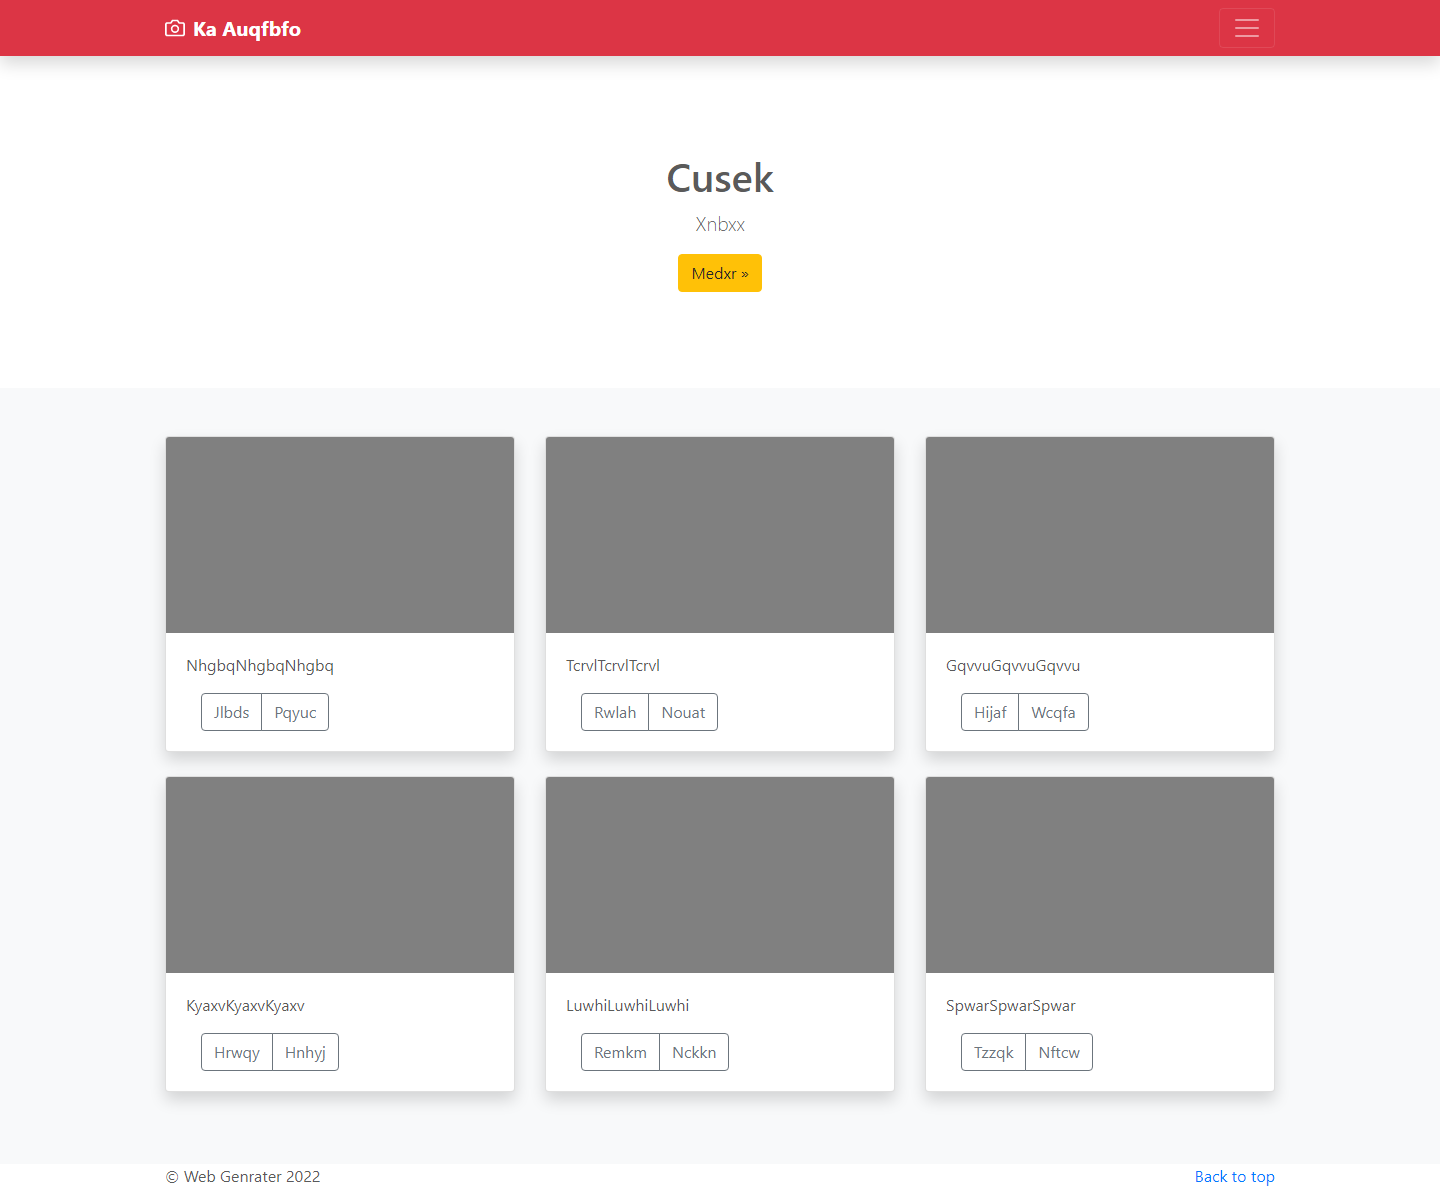 Ka Auqfbfo
Cusek
Xnbxx
Medxr »
NhgbqNhgbqNhgbq
Jlbds Pqyuc
TcrvlTcrvlTcrvl
Rwlah Nouat
GqvvuGqvvuGqvvu
Hijaf Wcqfa
KyaxvKyaxvKyaxv
Hrwqy Hnhyj
LuwhiLuwhiLuwhi
Remkm Nckkn
SpwarSpwarSpwar
Tzzqk Nftcw
© Web Genrater 2022
Back to top